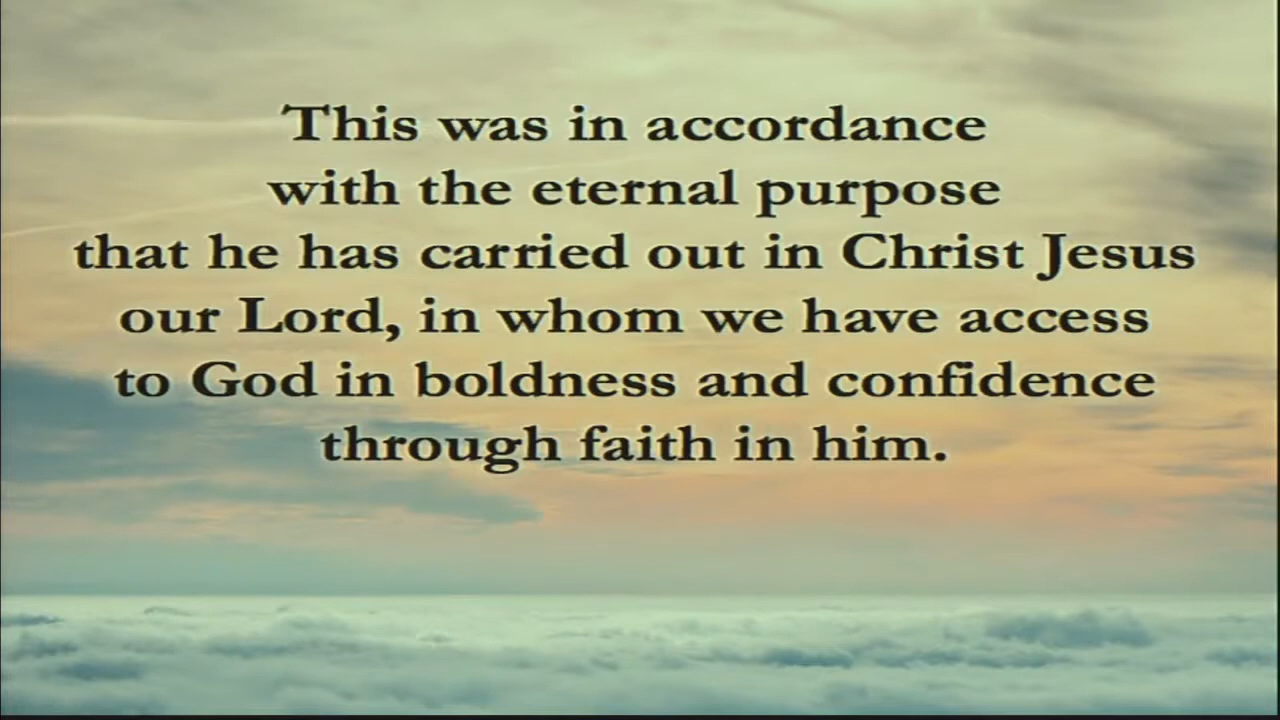 This was in accordance
with the eternal purpose
that he has carried out in Christ Jesus
our Lord, in whom we have access
to God in boldness and confidence
through faith in him.